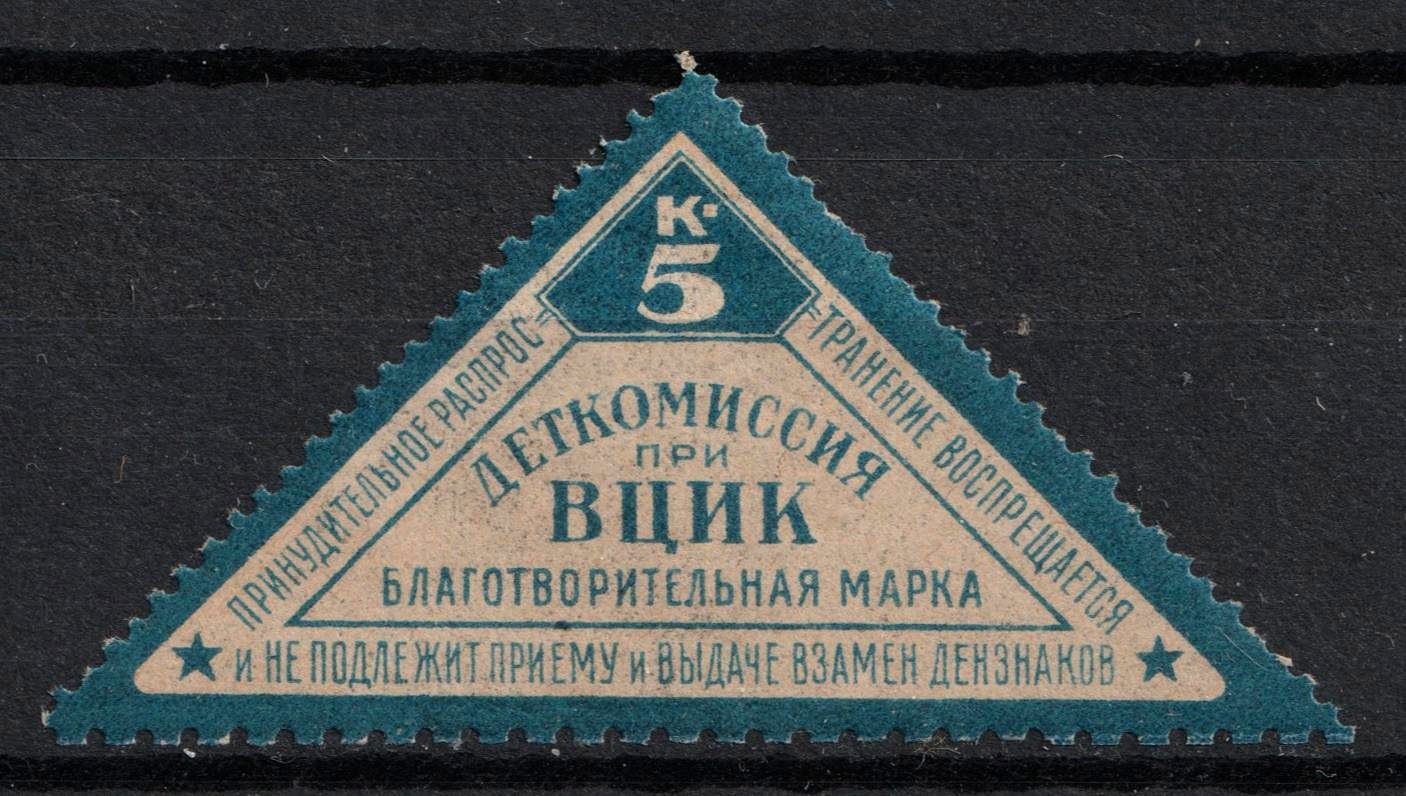 К.
5
ПРИНУДИТЕЛЬНОЕ РАСПРОС=
=ТРАНЕНИЕ ВОСПРЕЩАЕТСЯ
ДЕТКОМИССИЯ
ПРИ
ВЦИК
БЛАГОТВОРИТЕЛЬНАЯ МАРКА
★ И НЕ ПОДЛЕЖИТ ПРИЕМУ И ВЫДАЧЕ ВЗАМЕН ДЕНЗНАКОВ ★